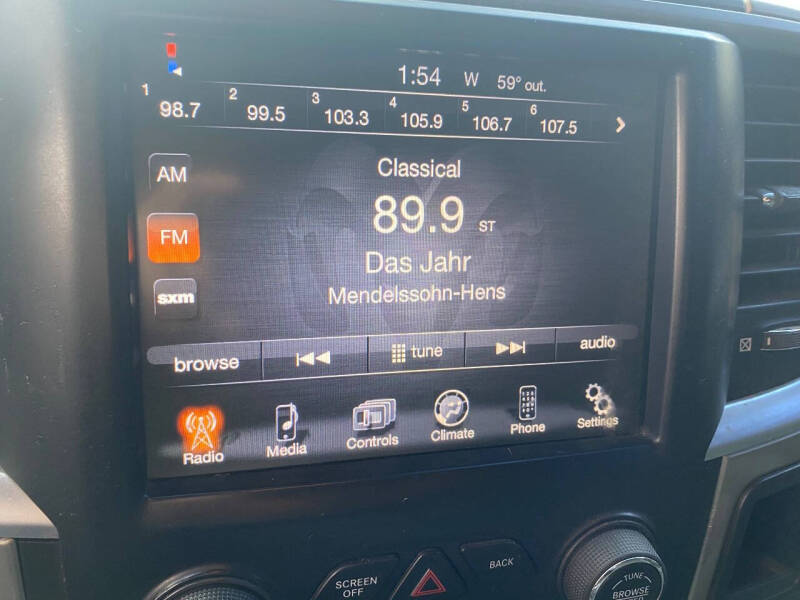 1:54 W 59° out.
1 98.7 2 99.5 3 103.3 4 105.9 5 106.7 6 107.5
AM
Classical
89.9 ST
FM
Das Jahr
Mendelssohn-Hens
sxm
browse tune audio
Radio Media Controls Climate Phone Settings
SCREEN OFF
BACK
TUNE
BROWSE